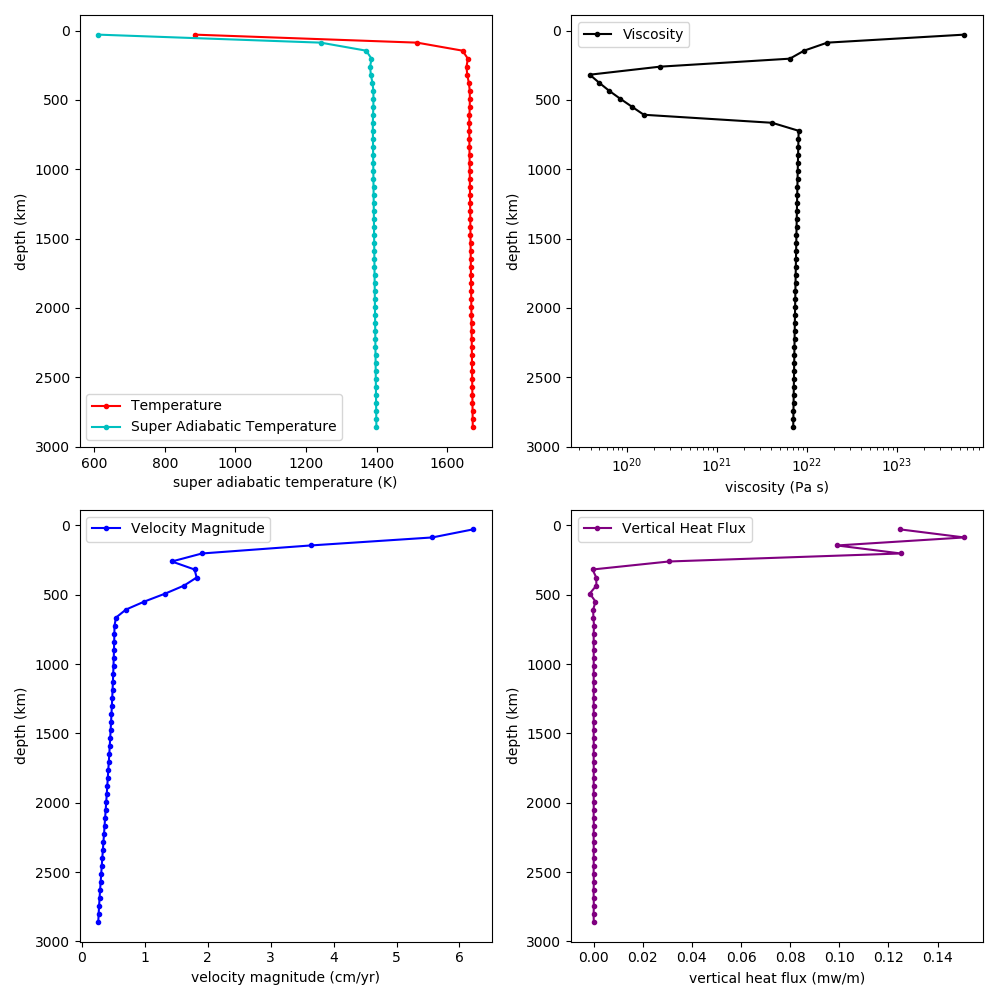 0
500
1000
1500
2000
2500
3000
depth (km)
Temperature
Super Adiabatic Temperature
600 800 1000 1200 1400 1600
super adiabatic temperature (K)
0
500
1000
1500
2000
2500
3000
depth (km)
Viscosity
10^20 10^21 10^22 10^23
viscosity (Pa s)
0
500
1000
1500
2000
2500
3000
depth (km)
Velocity Magnitude
0 1 2 3 4 5 6
velocity magnitude (cm/yr)
0
500
1000
1500
2000
2500
3000
depth (km)
Vertical Heat Flux
0.00 0.02 0.04 0.06 0.08 0.10 0.12 0.14
vertical heat flux (mw/m)